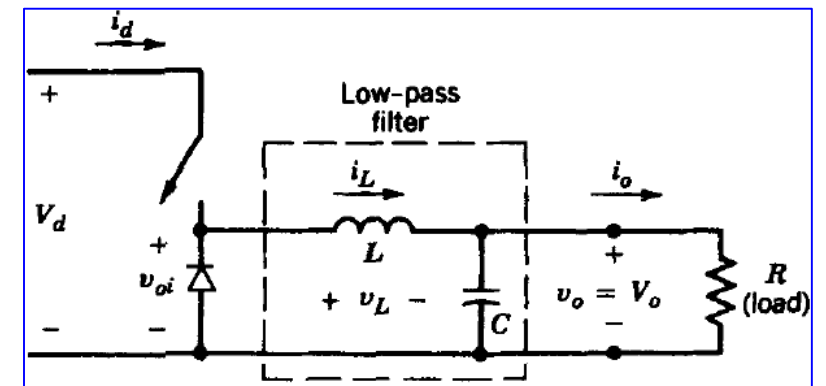 i_d
+
Low-pass
filter
i_L
i_o
V_d
+
v_oi
L
+
R
(load)
+ v_L −
v_o = V_o
C
−
−
−